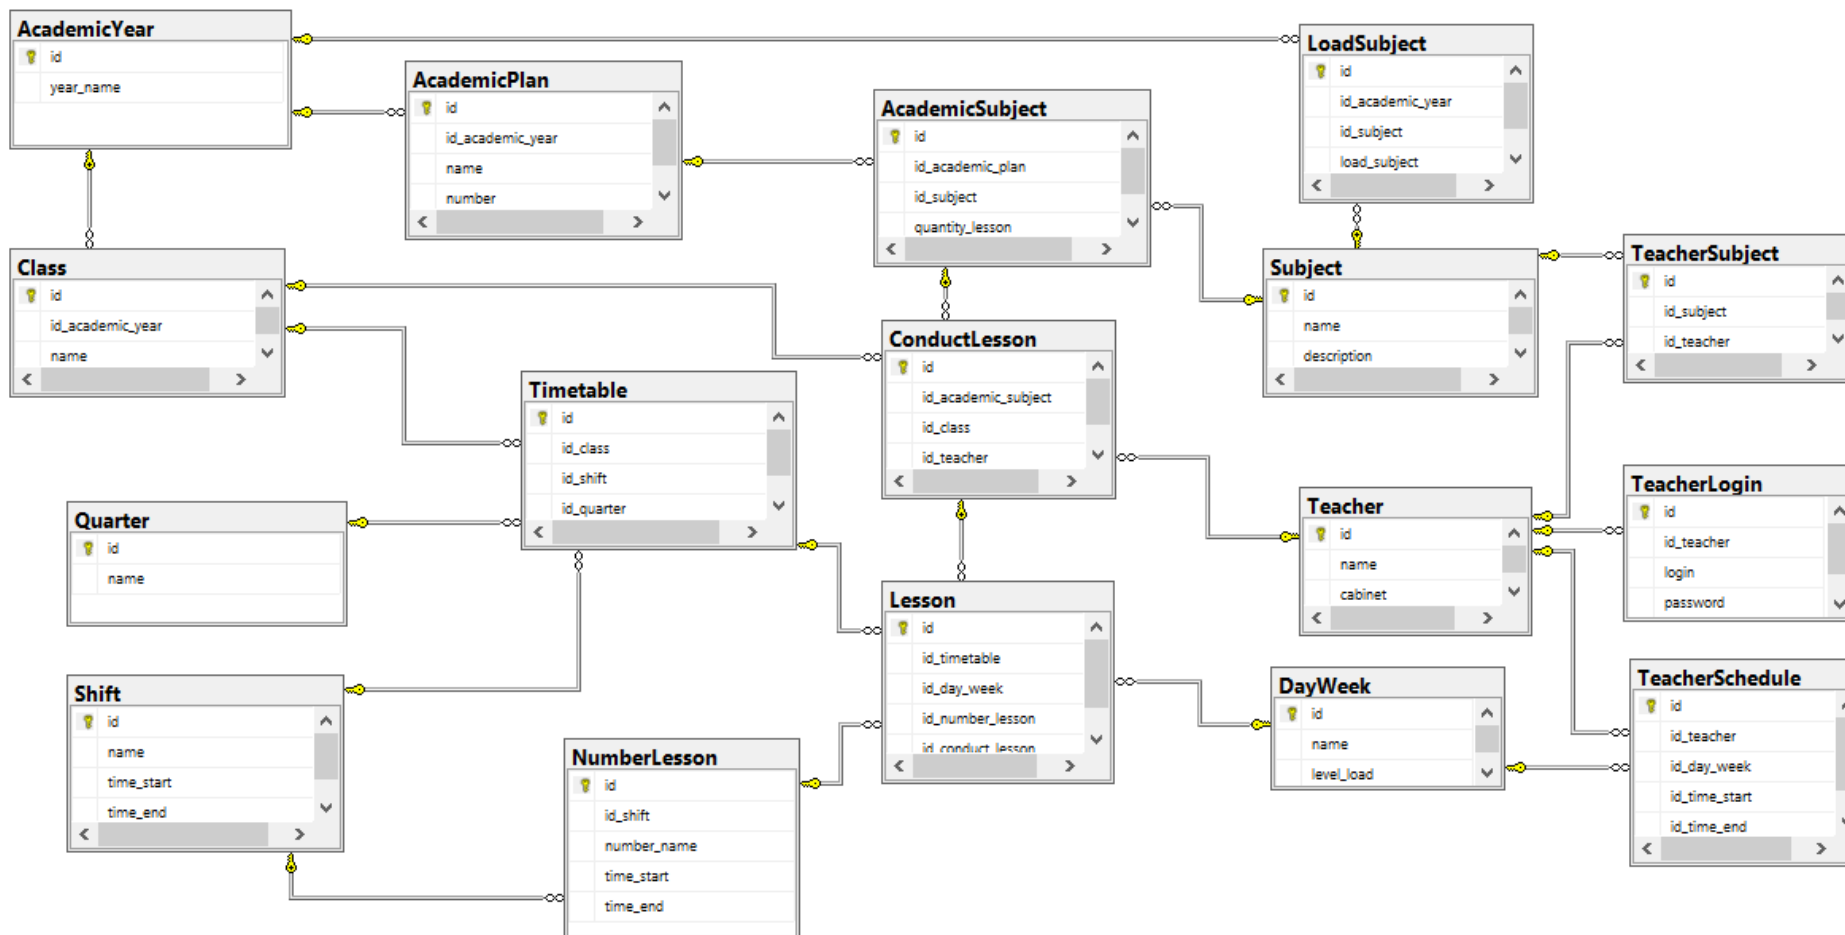 AcademicYear
id
year_name
AcademicPlan
id
id_academic_year
name
number
AcademicSubject
id
id_academic_plan
id_subject
quantity_lesson
LoadSubject
id
id_academic_year
id_subject
load_subject
Class
id
id_academic_year
name
Subject
id
name
description
TeacherSubject
id
id_subject
id_teacher
ConductLesson
id
id_academic_subject
id_class
id_teacher
Timetable
id
id_class
id_shift
id_quarter
Quarter
id
name
Teacher
id
name
cabinet
TeacherLogin
id
id_teacher
login
password
Lesson
id
id_timetable
id_day_week
id_number_lesson
id_conduct_lesson
Shift
id
name
time_start
time_end
NumberLesson
id
id_shift
number_name
time_start
time_end
DayWeek
id
name
level_load
TeacherSchedule
id
id_teacher
id_day_week
id_time_start
id_time_end